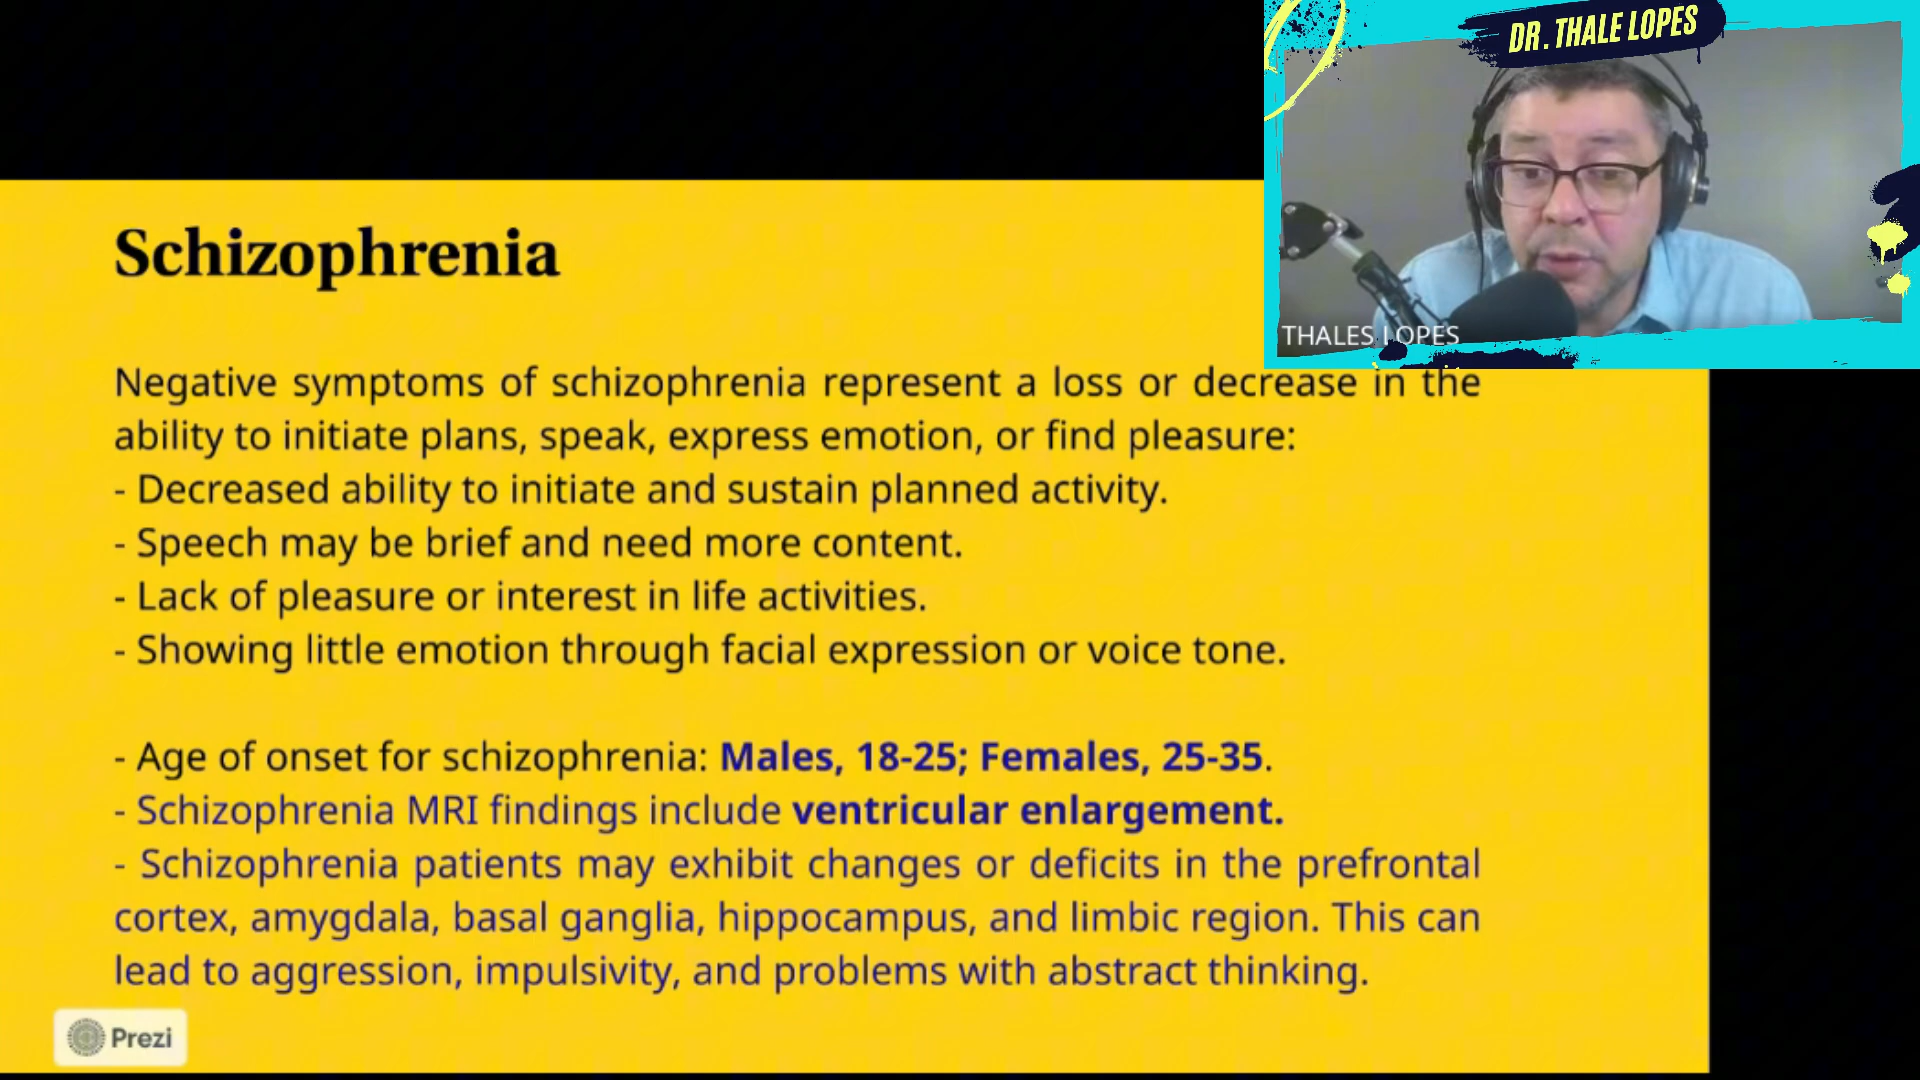 DR. THALE LOPES
THALES LOPES
Schizophrenia
Negative symptoms of schizophrenia represent a loss or decrease in the
ability to initiate plans, speak, express emotion, or find pleasure:
- Decreased ability to initiate and sustain planned activity.
- Speech may be brief and need more content.
- Lack of pleasure or interest in life activities.
- Showing little emotion through facial expression or voice tone.
- Age of onset for schizophrenia: Males, 18-25; Females, 25-35.
- Schizophrenia MRI findings include ventricular enlargement.
- Schizophrenia patients may exhibit changes or deficits in the prefrontal
cortex, amygdala, basal ganglia, hippocampus, and limbic region. This can
lead to aggression, impulsivity, and problems with abstract thinking.
Prezi